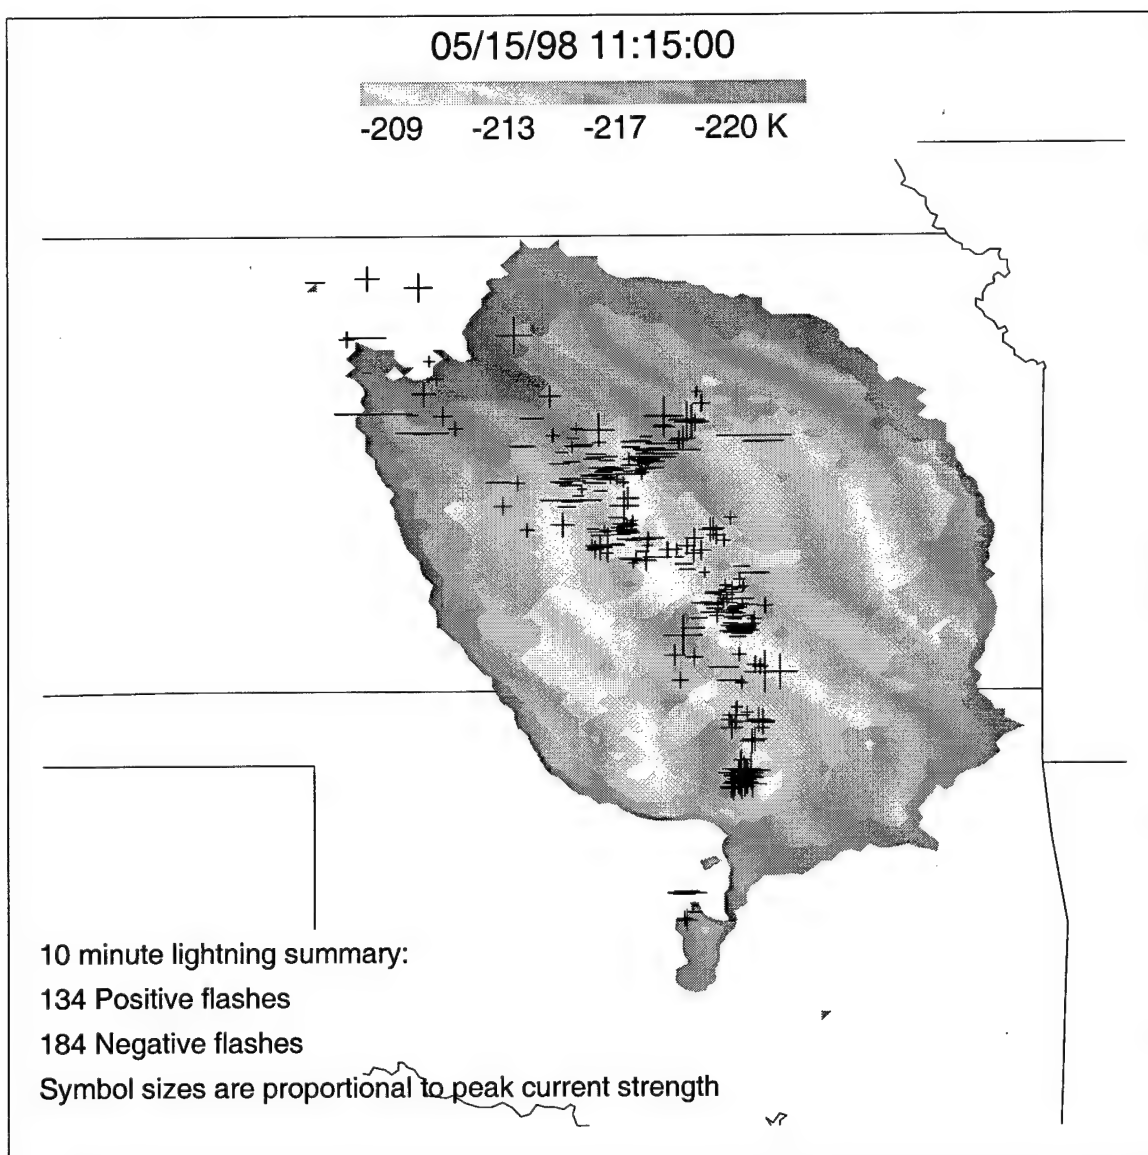 05/15/98 11:15:00
-209 -213 -217 -220 K
10 minute lightning summary:
134 Positive flashes
184 Negative flashes
Symbol sizes are proportional to peak current strength